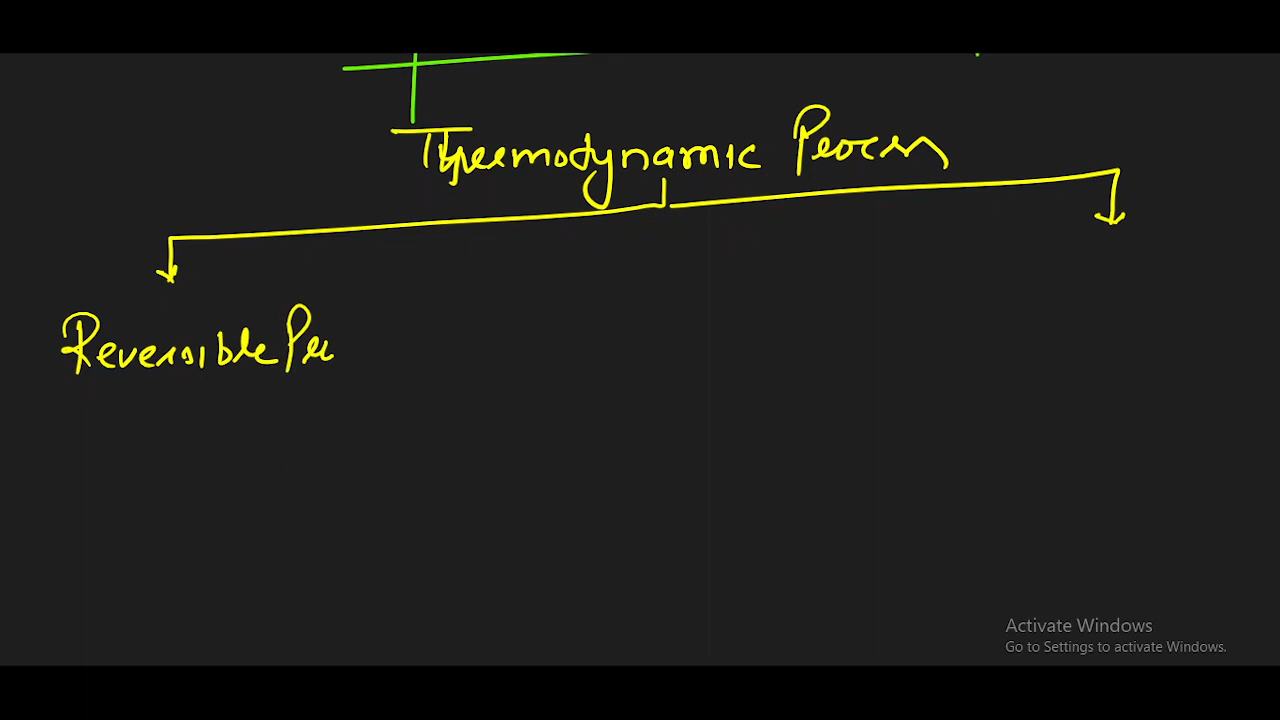 Thermodynamic Process
Reversible Pr
Activate Windows
Go to Settings to activate Windows.